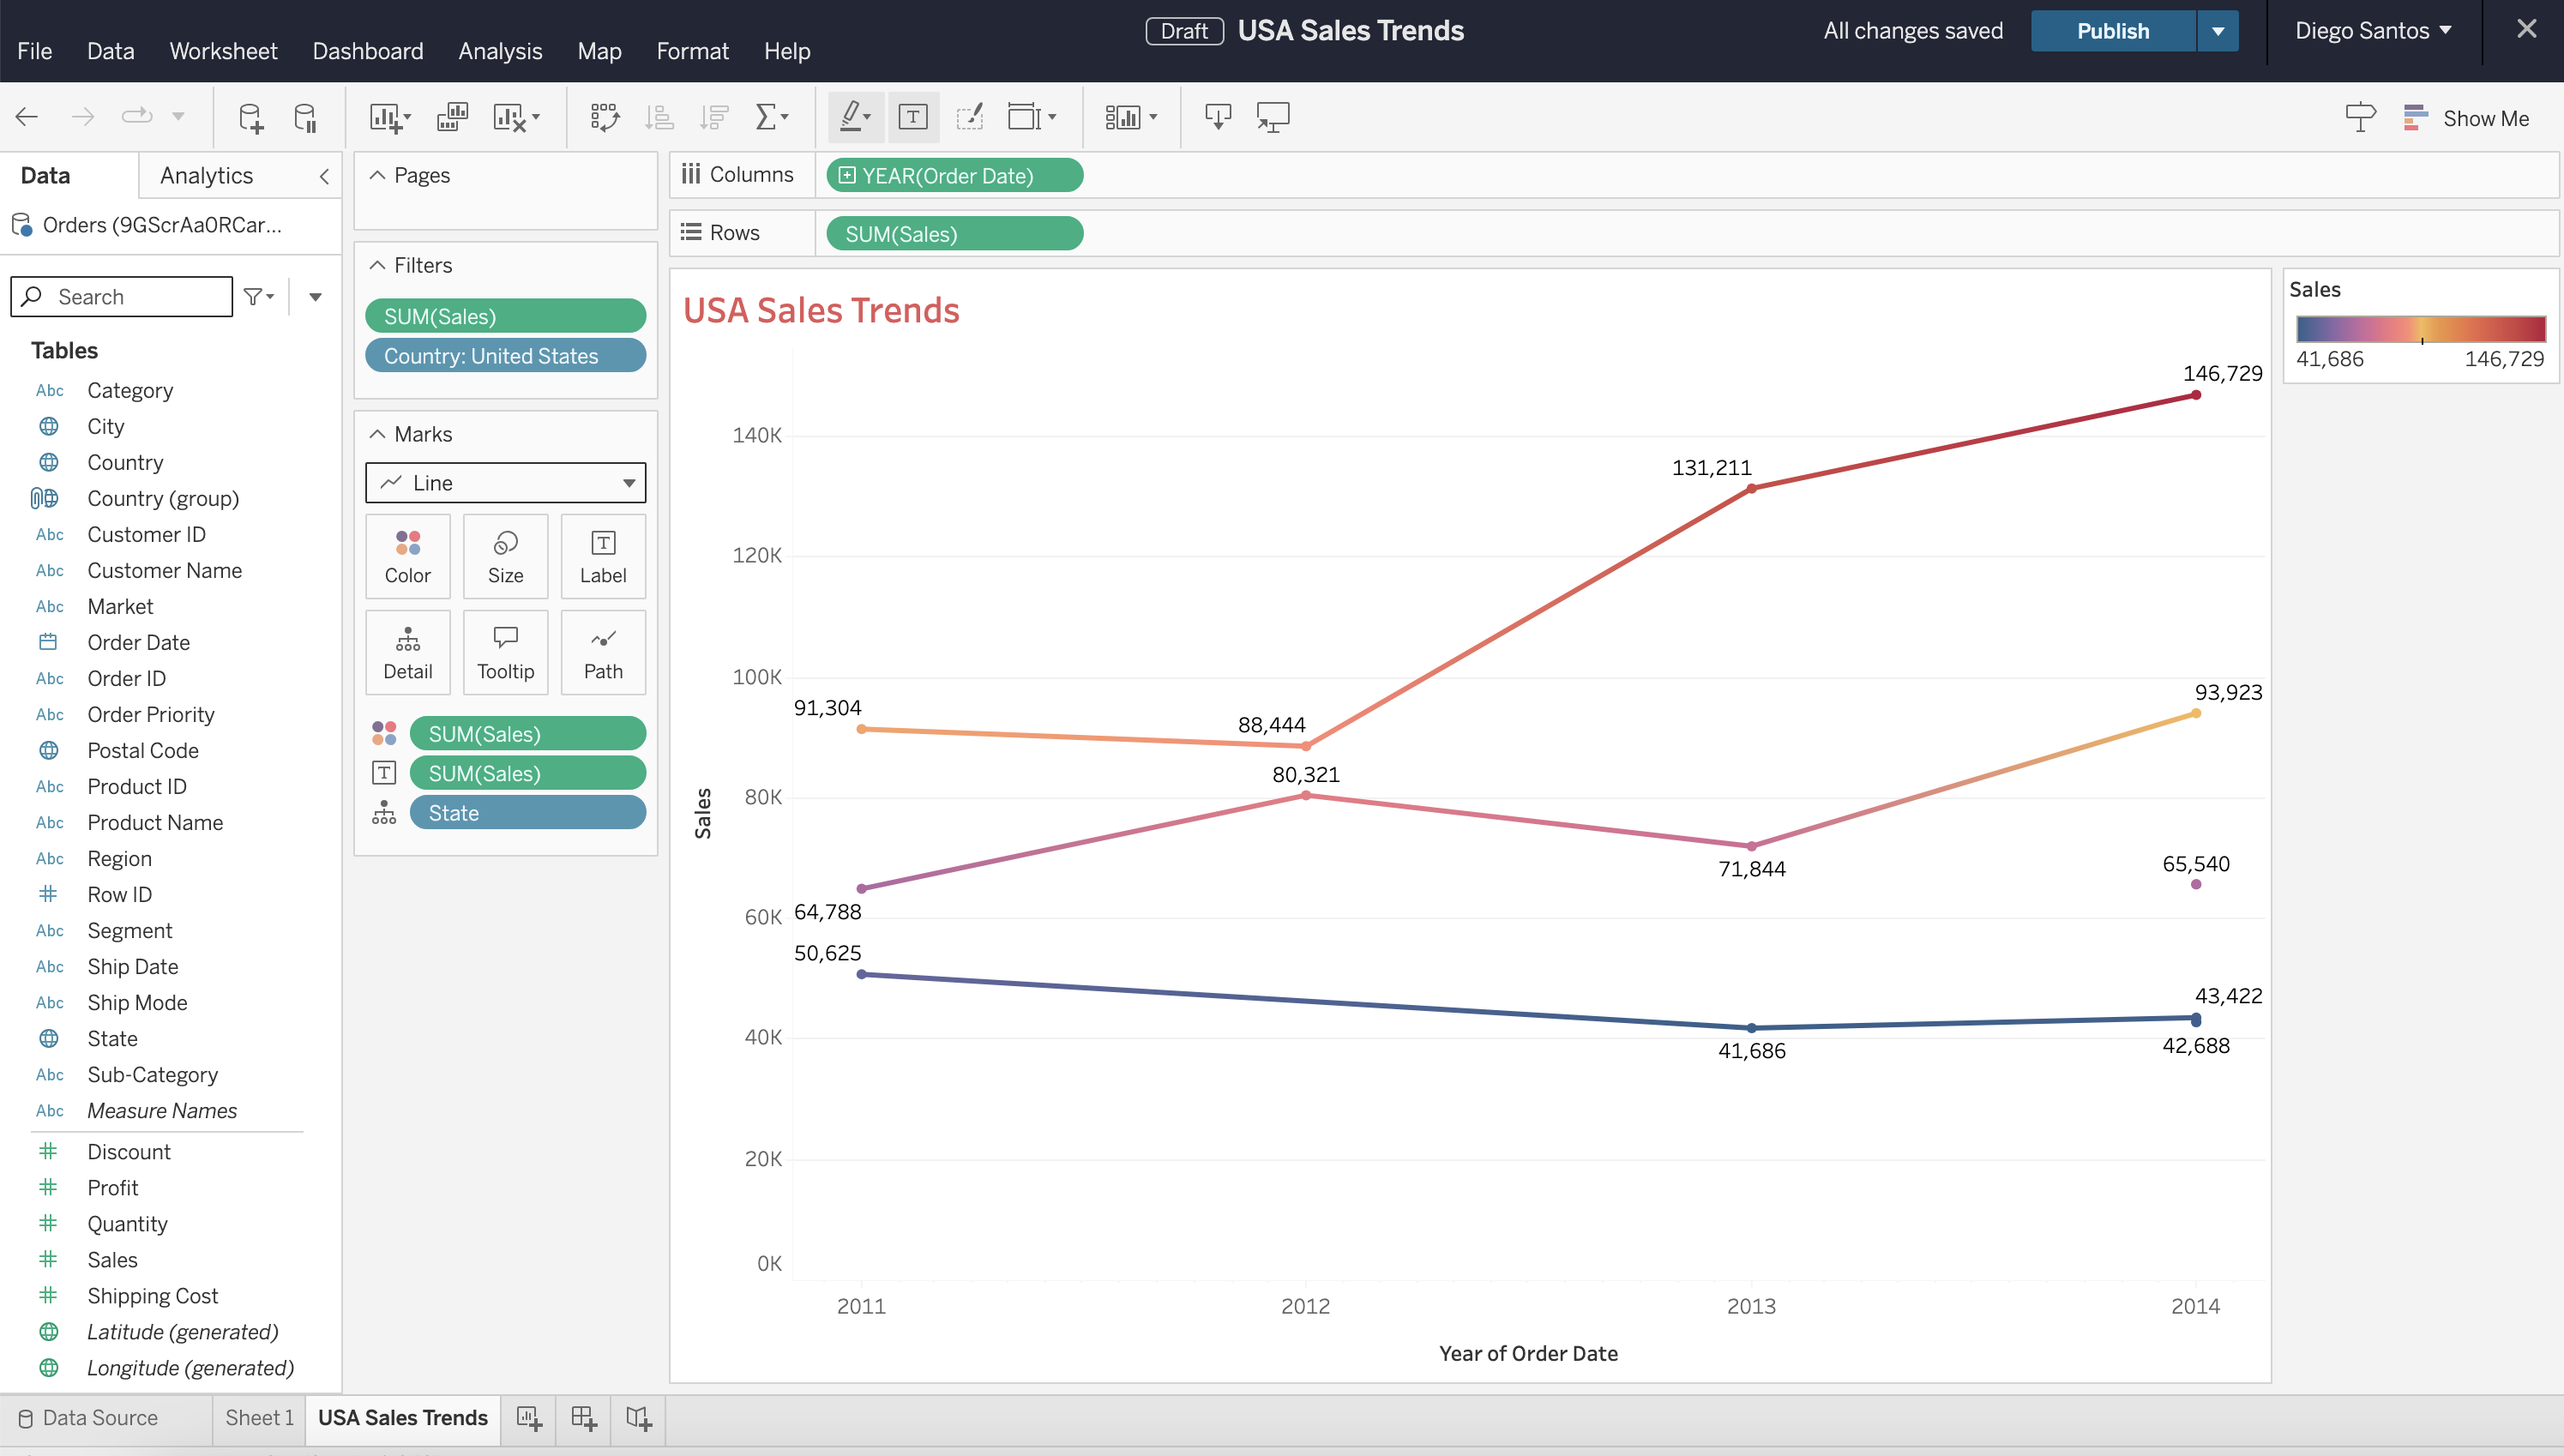 Draft USA Sales Trends
All changes saved
Publish
Diego Santos
File Data Worksheet Dashboard Analysis Map Format Help
Show Me
Data
Analytics
Orders (9GScrAa0RCar...
Search
Tables
Abc Category
City
Country
Country (group)
Abc Customer ID
Abc Customer Name
Abc Market
Order Date
Abc Order ID
Abc Order Priority
Postal Code
Abc Product ID
Abc Product Name
Abc Region
Row ID
Abc Segment
Abc Ship Date
Abc Ship Mode
State
Abc Sub-Category
Abc Measure Names
Discount
Profit
Quantity
Sales
Shipping Cost
Latitude (generated)
Longitude (generated)
Pages
Filters
SUM(Sales)
Country: United States
Marks
Line
Color Size Label
Detail Tooltip Path
SUM(Sales)
SUM(Sales)
State
Columns YEAR(Order Date)
Rows SUM(Sales)
USA Sales Trends
Sales
140K
120K
100K
80K
60K
40K
20K
0K
146,729
131,211
91,304
88,444
93,923
80,321
71,844
65,540
64,788
50,625
43,422
41,686
42,688
2011 2012 2013 2014
Year of Order Date
Sales
41,686 146,729
Data Source
Sheet 1
USA Sales Trends